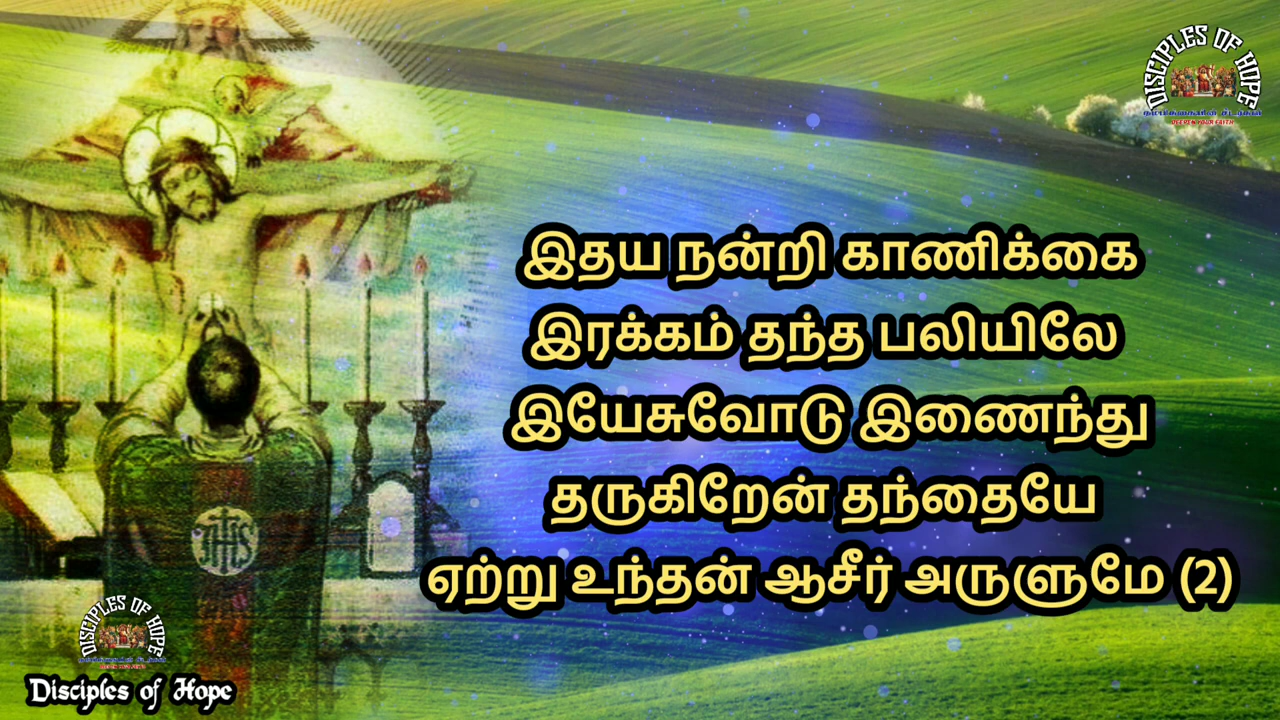 DISCIPLES OF HOPE
இதய நன்றி காணிக்கை
இரக்கம் தந்த பலியிலே
இயேசுவோடு இணைந்து
தருகிறேன் தந்தையே
ஏற்று உந்தன் ஆசீர் அருளுமே (2)
IHS
DISCIPLES OF HOPE
Disciples of Hope